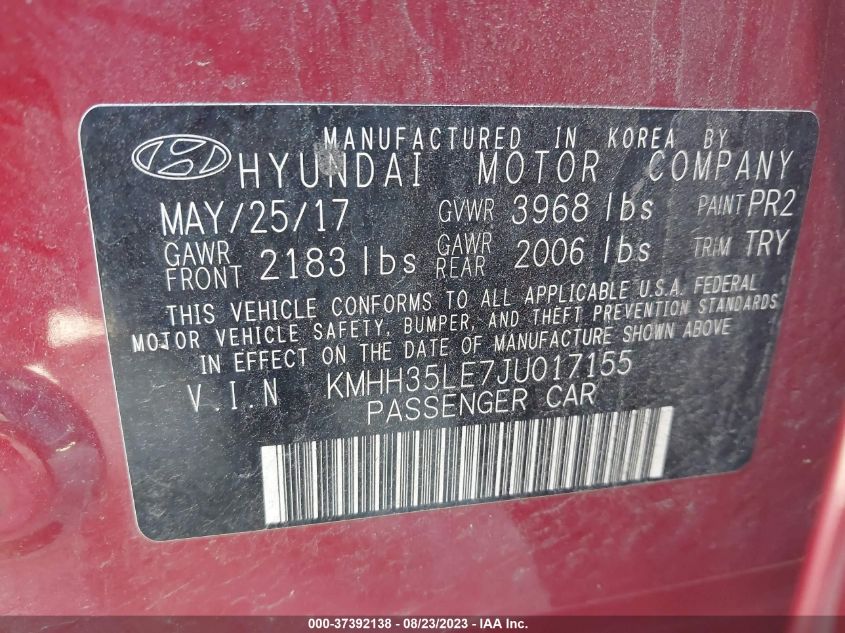 MANUFACTURED IN KOREA BY
HYUNDAI MOTOR COMPANY
MAY/25/17 GVWR 3968 lbs PAINT PR2
GAWR FRONT 2183 lbs GAWR REAR 2006 lbs TRIM TRY
THIS VEHICLE CONFORMS TO ALL APPLICABLE U.S.A. FEDERAL
MOTOR VEHICLE SAFETY, BUMPER, AND THEFT PREVENTION STANDARDS
IN EFFECT ON THE DATE OF MANUFACTURE SHOWN ABOVE
V.I.N KMHH35LE7JU017155
PASSENGER CAR
000-37392138 - 08/23/2023 - IAAI.com